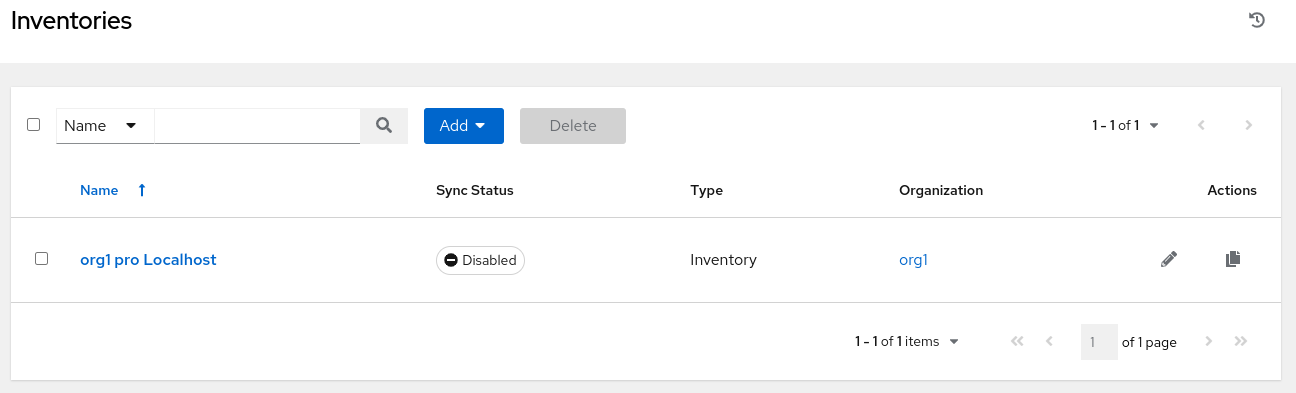 Inventories
Name Add Delete 1 - 1 of 1
Name Sync Status Type Organization Actions
org1 pro Localhost Disabled Inventory org1
1 - 1 of 1 items 1 of 1 page